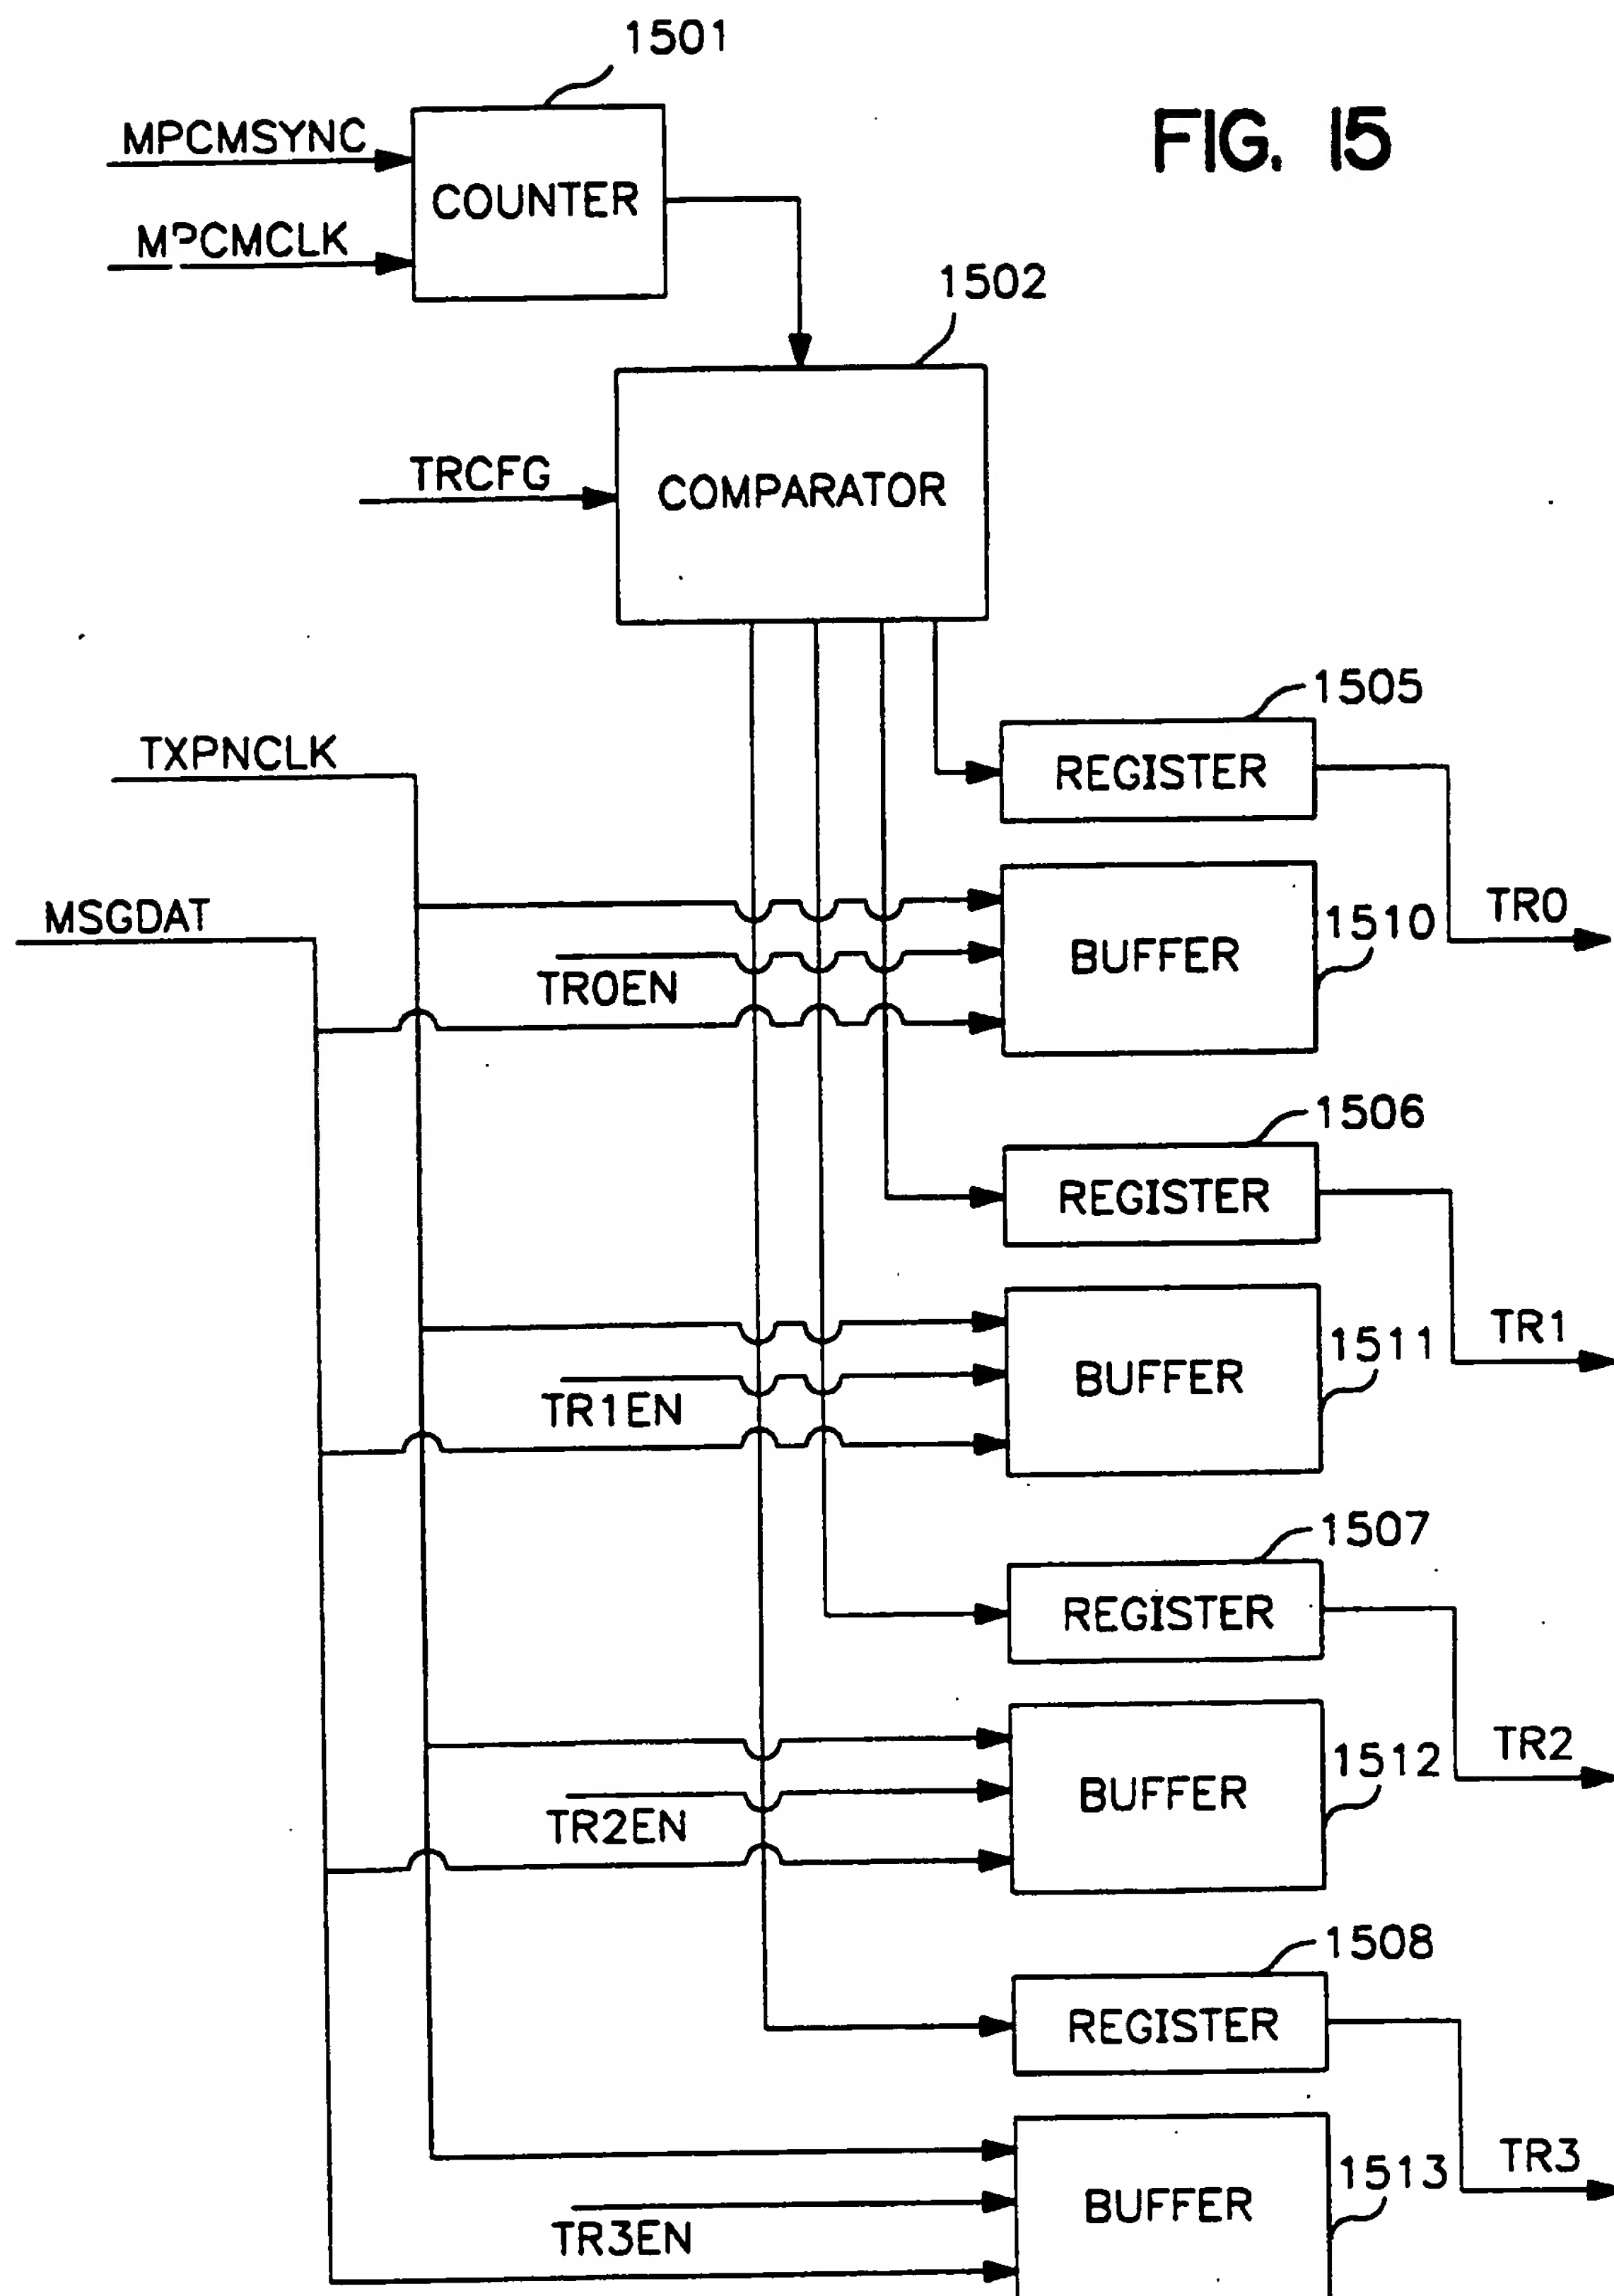 1501
FIG. 15
MPCMSYNC
COUNTER
MPCMCLK
1502
TRCFG
COMPARATOR
1505
TXPNCLK
REGISTER
MSGDAT
TR0
1510
BUFFER
TR0EN
1506
REGISTER
TR1
1511
BUFFER
TR1EN
1507
REGISTER
TR2
1512
BUFFER
TR2EN
1508
REGISTER
TR3
1513
BUFFER
TR3EN